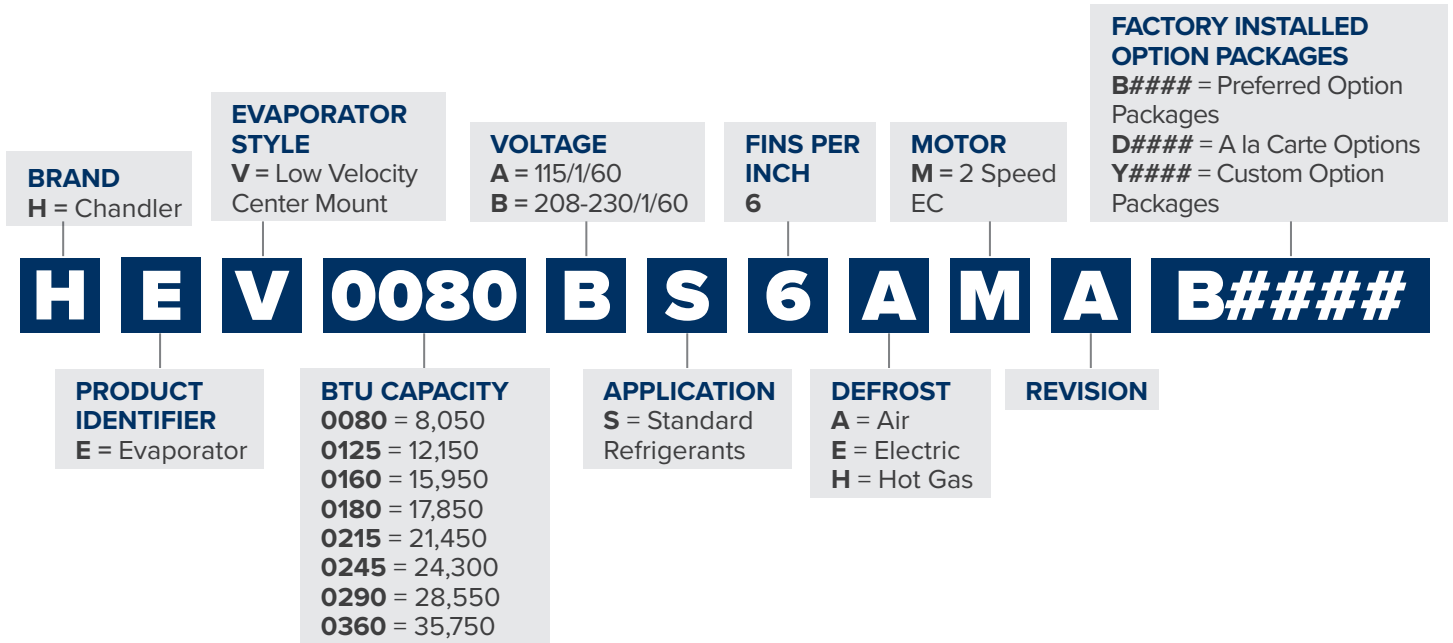 BRAND
H = Chandler
EVAPORATOR
STYLE
V = Low Velocity
Center Mount
VOLTAGE
A = 115/1/60
B = 208-230/1/60
FINS PER
INCH
6
MOTOR
M = 2 Speed
EC
FACTORY INSTALLED
OPTION PACKAGES
B#### = Preferred Option
Packages
D#### = A la Carte Options
Y#### = Custom Option
Packages
H E V 0080 B S 6 A M A B####
PRODUCT
IDENTIFIER
E = Evaporator
BTU CAPACITY
0080 = 8,050
0125 = 12,150
0160 = 15,950
0180 = 17,850
0215 = 21,450
0245 = 24,300
0290 = 28,550
0360 = 35,750
APPLICATION
S = Standard
Refrigerants
DEFROST
A = Air
E = Electric
H = Hot Gas
REVISION